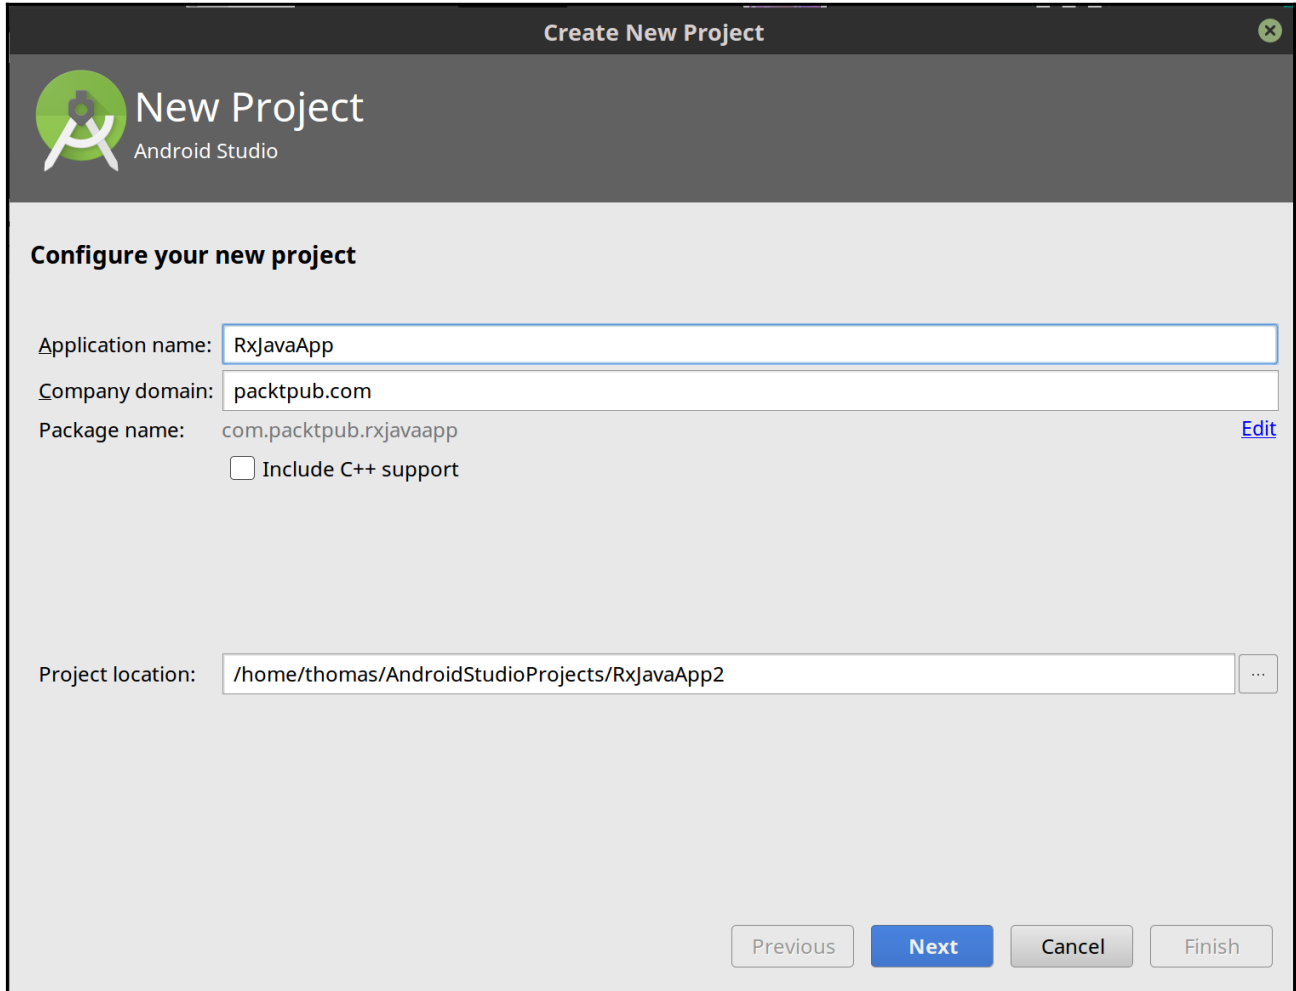 Create New Project
New Project
Android Studio
Configure your new project
Application name: RxJavaApp
Company domain: packtpub.com
Package name: com.packtpub.rxjavaapp Edit
Include C++ support
Project location: /home/thomas/AndroidStudioProjects/RxJavaApp2 ...
Previous Next Cancel Finish